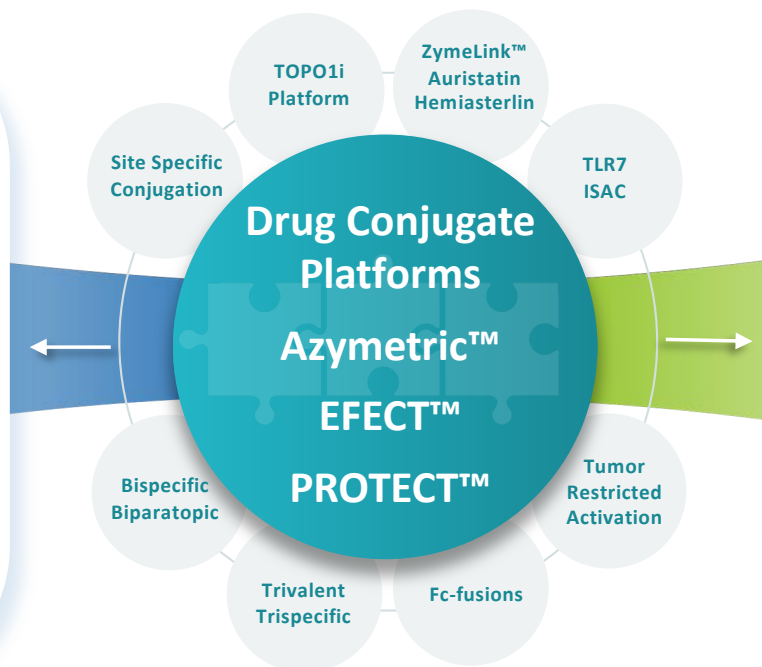 TOPO1i
Platform
ZymeLink™
Auristatin
Hemiasterlin
Site Specific
Conjugation
TLR7
ISAC
Drug Conjugate
Platforms
Azymetric™
EFECT™
PROTECT™
Bispecific
Biparatopic
Tumor
Restricted
Activation
Trivalent
Trispecific
Fc-fusions